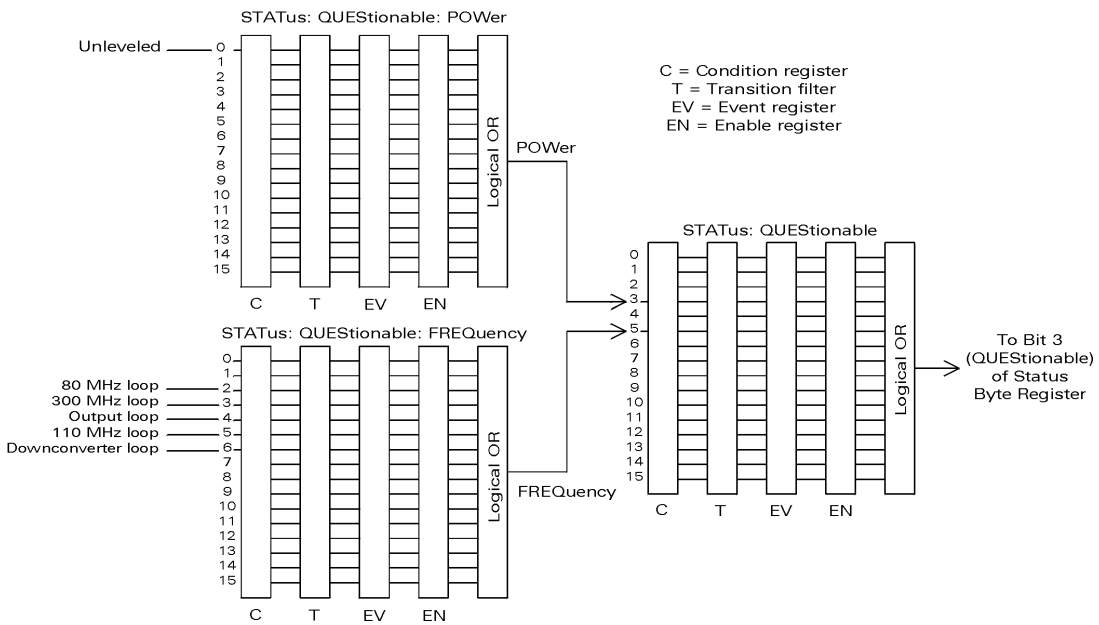 STATus: QUEStionable: POWer
Unleveled
0
1
2
3
4
5
6
7
8
9
10
11
12
13
14
15
Logical OR
C T EV EN
POWer
C = Condition register
T = Transition filter
EV = Event register
EN = Enable register
STATus: QUEStionable: FREQuency
80 MHz loop
300 MHz loop
Output loop
110 MHz loop
Downconverter loop
0
1
2
3
4
5
6
7
8
9
10
11
12
13
14
15
Logical OR
C T EV EN
FREQuency
STATus: QUEStionable
0
1
2
3
4
5
6
7
8
9
10
11
12
13
14
15
Logical OR
C T EV EN
To Bit 3
(QUEStionable)
of Status
Byte Register